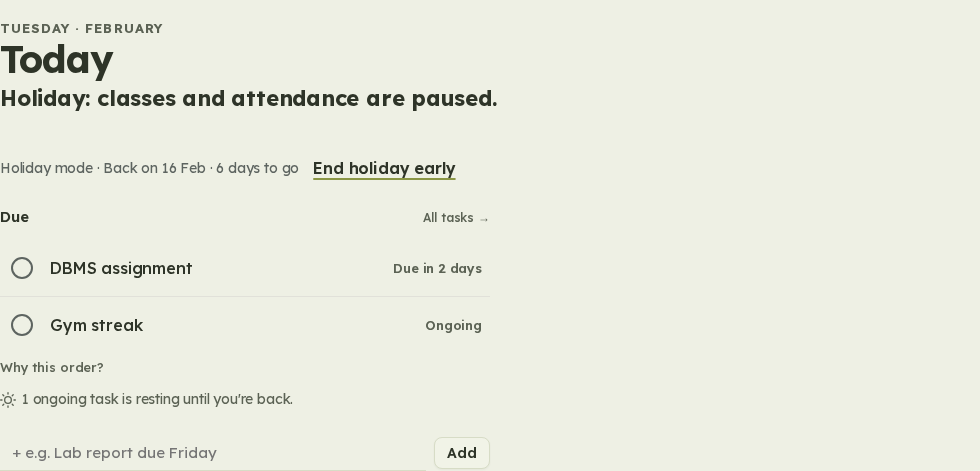 TUESDAY · FEBRUARY
Today
Holiday: classes and attendance are paused.
Holiday mode · Back on 16 Feb · 6 days to go End holiday early
Due All tasks →
DBMS assignment Due in 2 days
Gym streak Ongoing
Why this order?
1 ongoing task is resting until you're back.
+ e.g. Lab report due Friday Add